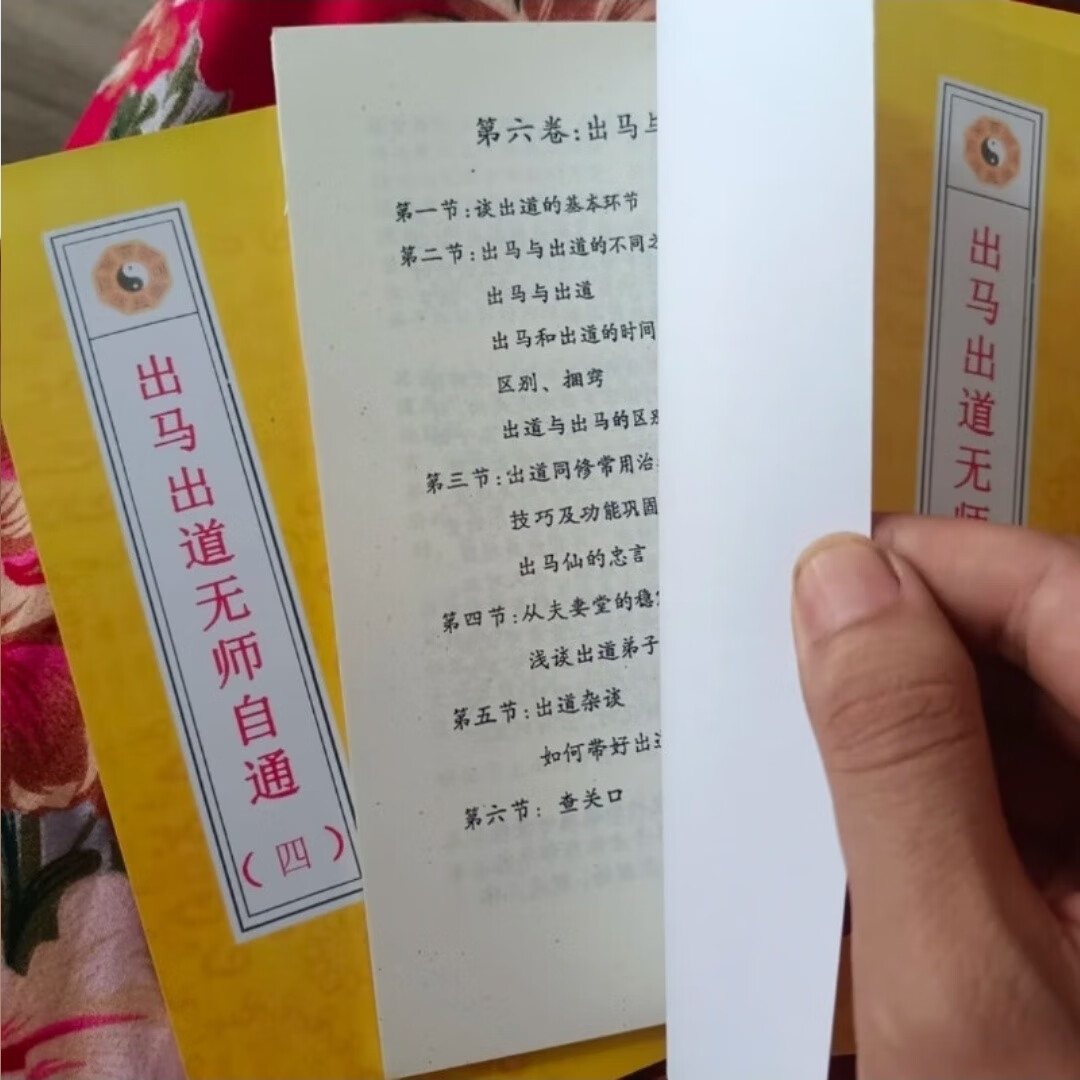 出马出道无师自通
（四）
第六卷：出马与
第一节：谈出道的基本环节
第二节：出马与出道的不同之
出马与出道
出马和出道的时间
区别、捆窍
出道与出马的区别
第三节：出道同修常用治
技巧及功能巩固
出马仙的忠言
第四节：从夫妻堂的稳定
浅谈出道弟子
第五节：出道杂谈
如何带好出道
第六节：查关口
出马出道无师